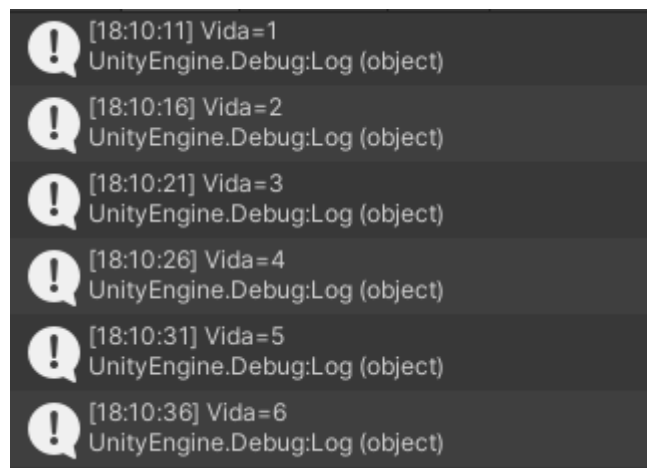 [18:10:11] Vida=1
UnityEngine.Debug:Log (object)
[18:10:16] Vida=2
UnityEngine.Debug:Log (object)
[18:10:21] Vida=3
UnityEngine.Debug:Log (object)
[18:10:26] Vida=4
UnityEngine.Debug:Log (object)
[18:10:31] Vida=5
UnityEngine.Debug:Log (object)
[18:10:36] Vida=6
UnityEngine.Debug:Log (object)